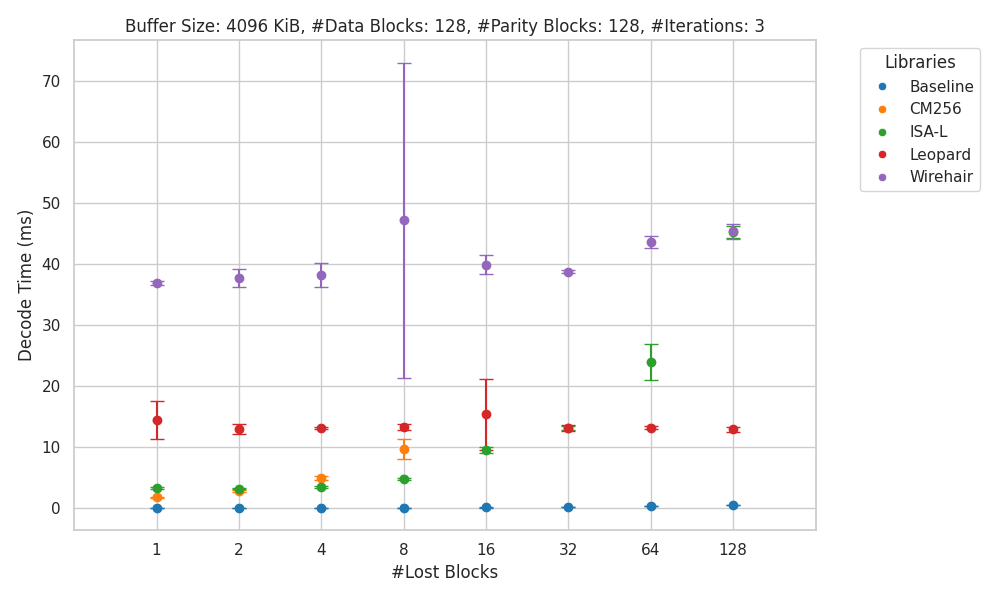 Buffer Size: 4096 KiB, #Data Blocks: 128, #Parity Blocks: 128, #Iterations: 3
Libraries
Baseline
CM256
ISA-L
Leopard
Wirehair
Decode Time (ms)
70
60
50
40
30
20
10
0
1 2 4 8 16 32 64 128
#Lost Blocks